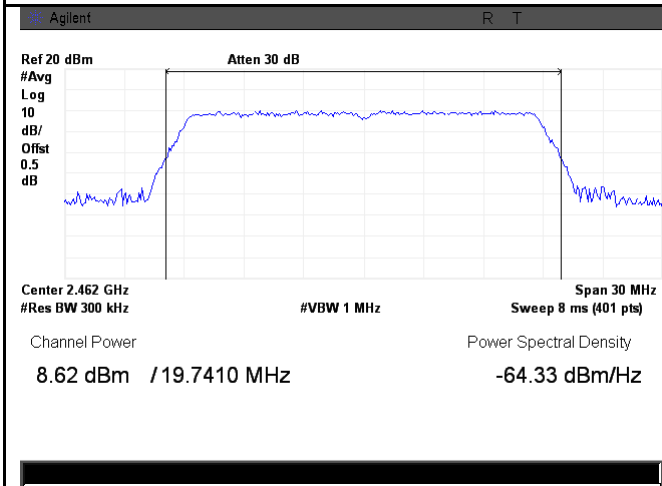 Agilent R T
Ref 20 dBm Atten 30 dB
#Avg
Log
10
dB/
Offst
0.5
dB
Center 2.462 GHz Span 30 MHz
#Res BW 300 kHz #VBW 1 MHz Sweep 8 ms (401 pts)
Channel Power Power Spectral Density
8.62 dBm / 19.7410 MHz -64.33 dBm/Hz